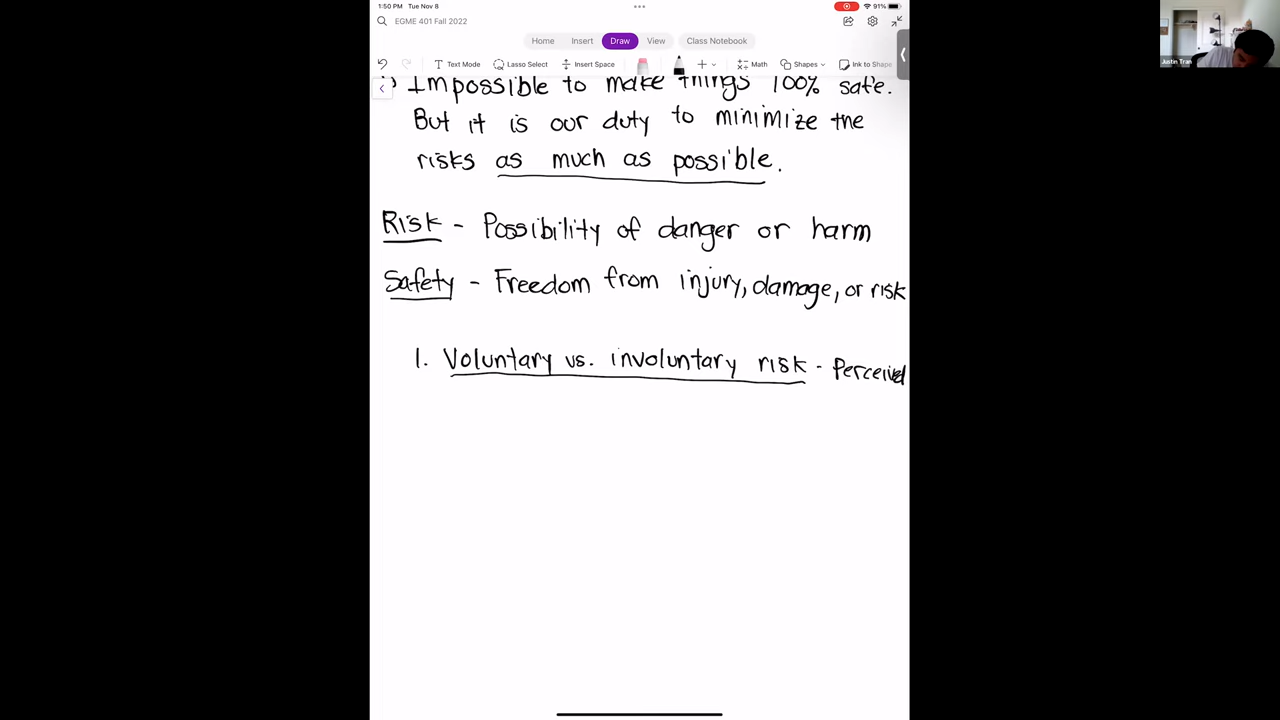 1:50 PM Tue Nov 8
91%
EGME 401 Fall 2022
Home Insert Draw View Class Notebook
Text Mode Lasso Select Insert Space Math Shapes Ink to Shape
Impossible to make things 100% safe.
But it is our duty to minimize the
risks as much as possible.
Risk - Possibility of danger or harm
Safety - Freedom from injury, damage, or risk
1. Voluntary vs. involuntary risk - Perceived
Justin Tran